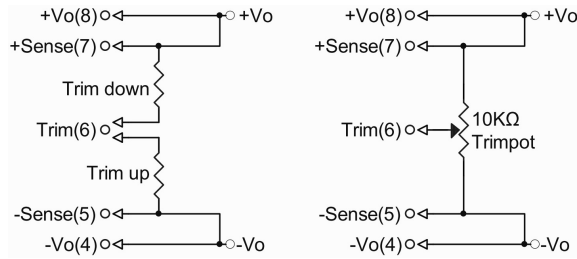 +Vo(8) +Vo
+Sense(7)
Trim down
Trim(6)
Trim up
-Sense(5)
-Vo(4) -Vo
+Vo(8) +Vo
+Sense(7)
Trim(6)
10KΩ
Trimpot
-Sense(5)
-Vo(4) -Vo